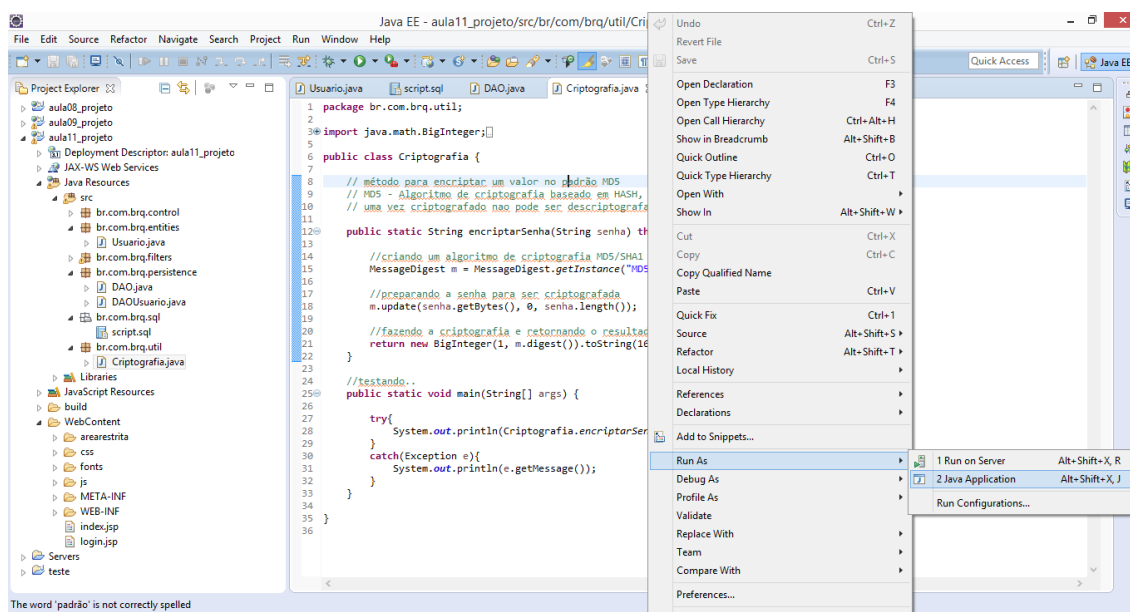 Java EE - aula11_projeto/src/br/com/brq/util/Cri
File Edit Source Refactor Navigate Search Project Run Window Help
Quick Access
Java EE
Project Explorer
aula08_projeto
aula09_projeto
aula11_projeto
Deployment Descriptor: aula11_projeto
JAX-WS Web Services
Java Resources
src
br.com.brq.control
br.com.brq.entities
Usuario.java
br.com.brq.filters
br.com.brq.persistence
DAO.java
DAOUsuario.java
br.com.brq.sql
script.sql
br.com.brq.util
Criptografia.java
Libraries
JavaScript Resources
build
WebContent
arearestrita
css
fonts
js
META-INF
WEB-INF
index.jsp
login.jsp
Servers
teste
Usuario.java script.sql DAO.java Criptografia.java
1 package br.com.brq.util;
2
3 import java.math.BigInteger;
5
6 public class Criptografia {
7
8 // método para encriptar um valor no padrão MD5
9 // MD5 - Algoritmo de criptografia baseado em HASH,
10 // uma vez criptografado nao pode ser descriptografa
11
12 public static String encriptarSenha(String senha) th
13
14 //criando um algoritmo de criptografia MD5/SHA1
15 MessageDigest m = MessageDigest.getInstance("MD5
16
17 //preparando a senha para ser criptografada
18 m.update(senha.getBytes(), 0, senha.length());
19
20 //fazendo a criptografia e retornando o resultad
21 return new BigInteger(1, m.digest()).toString(16
22 }
23
24 //testando..
25 public static void main(String[] args) {
26
27 try{
28 System.out.println(Criptografia.encriptarSer
29 }
30 catch(Exception e){
31 System.out.println(e.getMessage());
32 }
33 }
34
35 }
36
Undo Ctrl+Z
Revert File
Save Ctrl+S
Open Declaration F3
Open Type Hierarchy F4
Open Call Hierarchy Ctrl+Alt+H
Show in Breadcrumb Alt+Shift+B
Quick Outline Ctrl+O
Quick Type Hierarchy Ctrl+T
Open With
Show In Alt+Shift+W
Cut Ctrl+X
Copy Ctrl+C
Copy Qualified Name
Paste Ctrl+V
Quick Fix Ctrl+1
Source Alt+Shift+S
Refactor Alt+Shift+T
Local History
References
Declarations
Add to Snippets...
Run As
Debug As
Profile As
Validate
Replace With
Team
Compare With
Preferences...
1 Run on Server Alt+Shift+X, R
2 Java Application Alt+Shift+X, J
Run Configurations...
The word 'padrão' is not correctly spelled